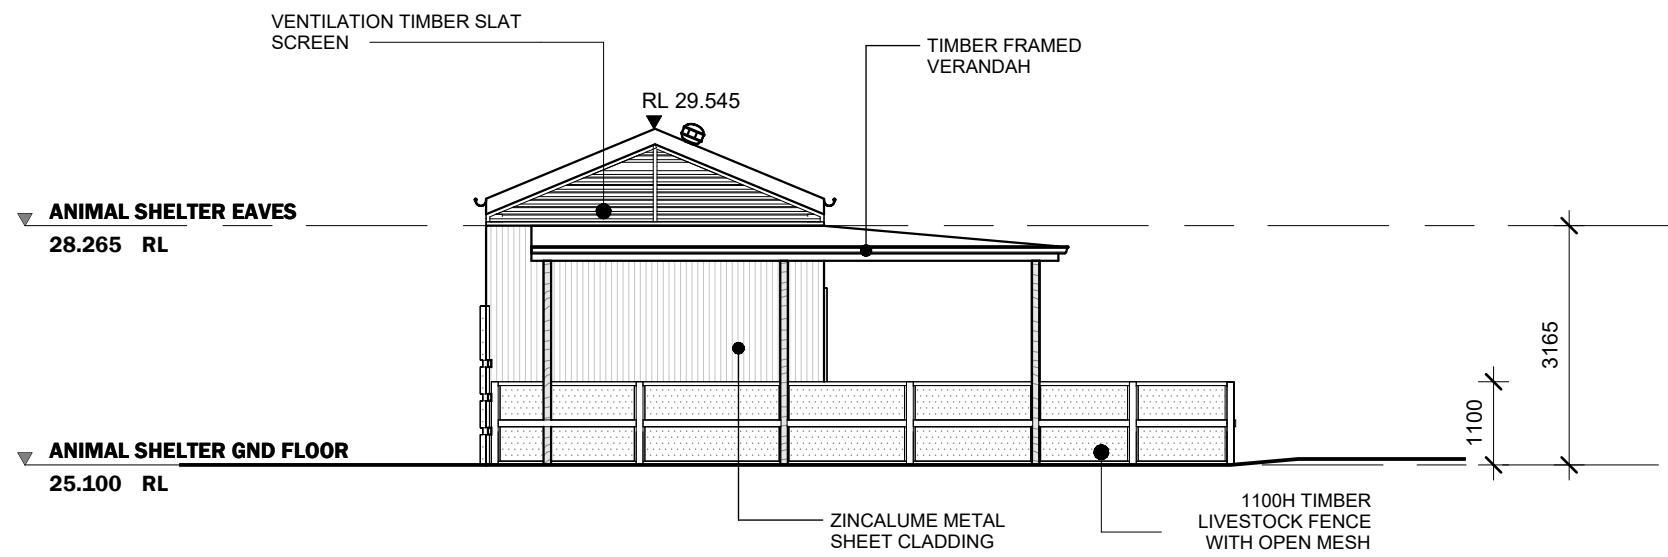 VENTILATION TIMBER SLAT
SCREEN
TIMBER FRAMED
VERANDAH
RL 29.545
ANIMAL SHELTER EAVES
28.265 RL
3165
1100
ANIMAL SHELTER GND FLOOR
25.100 RL
ZINCALUME METAL
SHEET CLADDING
1100H TIMBER
LIVESTOCK FENCE
WITH OPEN MESH